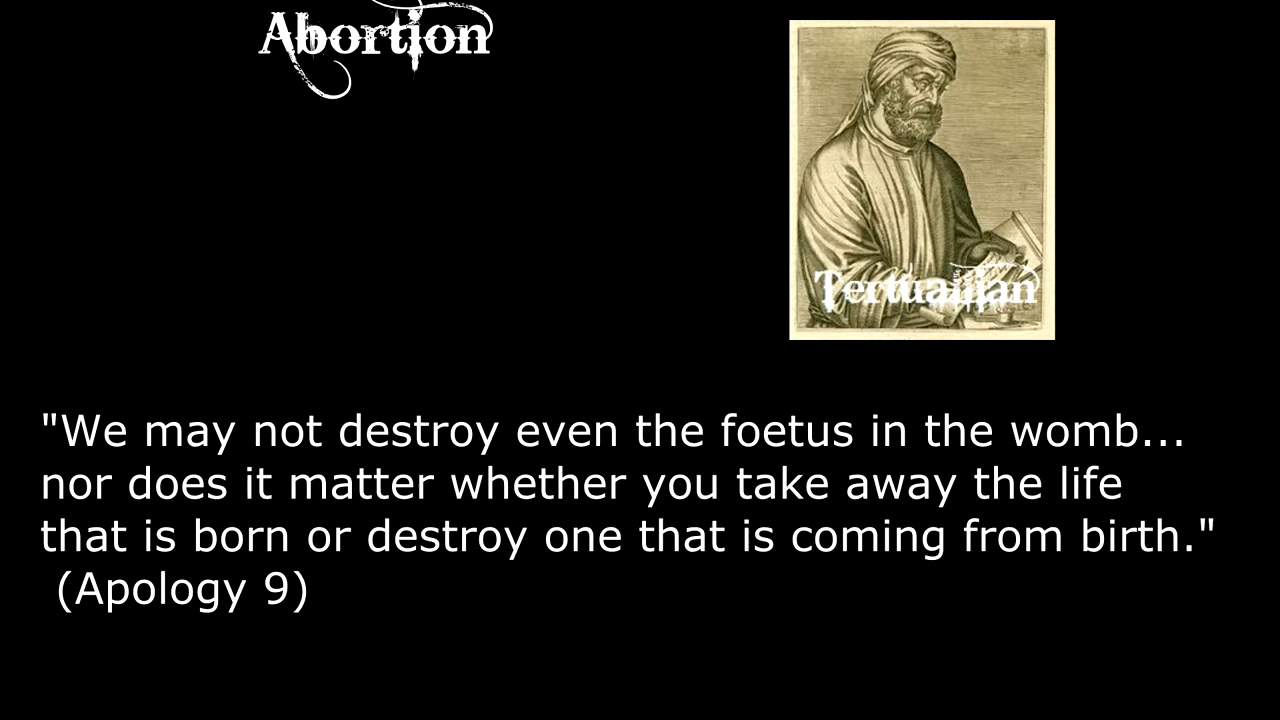 Abortion
Tertuallian
"We may not destroy even the foetus in the womb...
nor does it matter whether you take away the life
that is born or destroy one that is coming from birth."
(Apology 9)